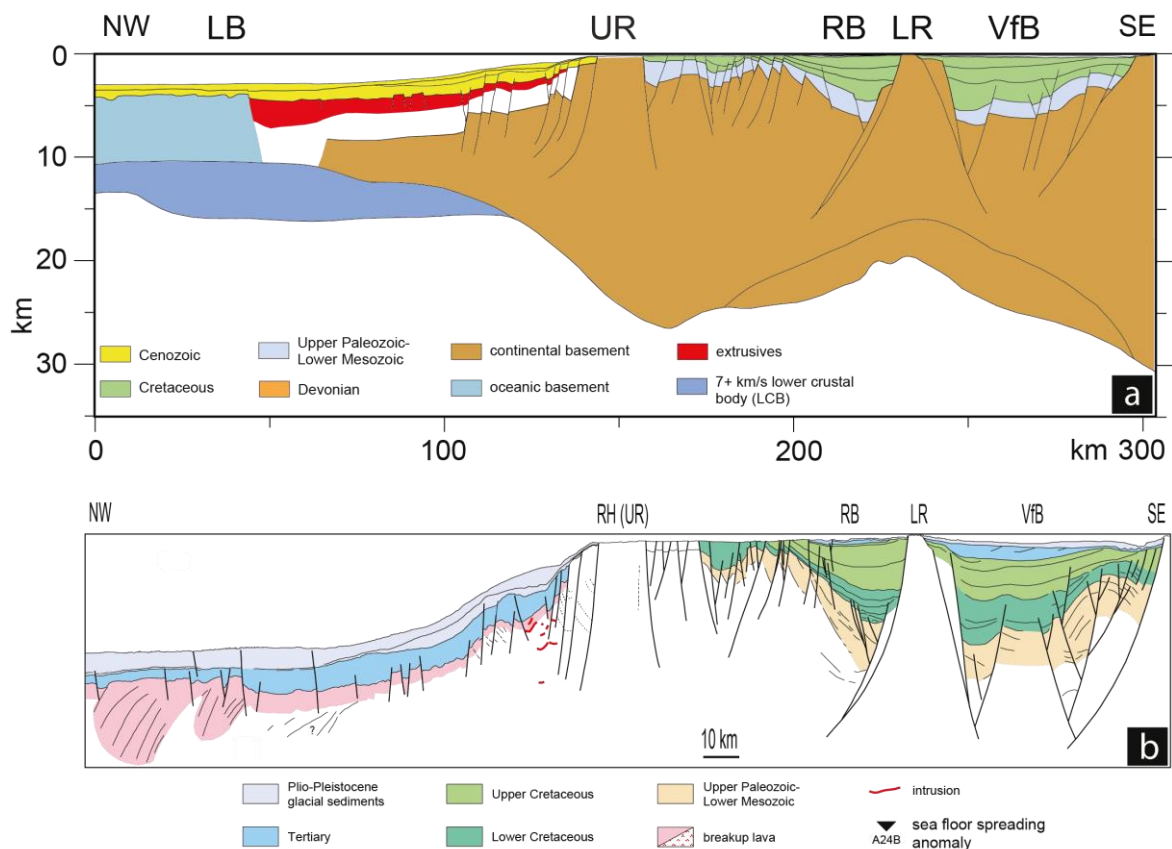 NW LB UR RB LR VfB SE
0
10
20
30
km
Cenozoic
Upper Paleozoic-
Lower Mesozoic
continental basement
extrusives
Cretaceous
Devonian
oceanic basement
7+ km/s lower crustal
body (LCB)
a
0 100 200 km 300
NW RH (UR) RB LR VfB SE
10 km
b
Plio-Pleistocene
glacial sediments
Upper Cretaceous
Upper Paleozoic-
Lower Mesozoic
intrusion
Tertiary
Lower Cretaceous
breakup lava
A24B
sea floor spreading
anomaly
?